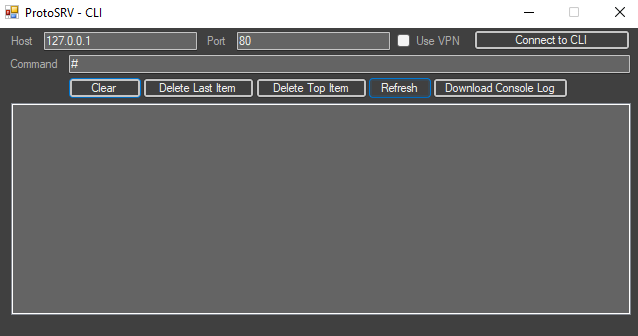 ProtoSRV - CLI
Host 127.0.0.1 Port 80 Use VPN Connect to CLI
Command #
Clear Delete Last Item Delete Top Item Refresh Download Console Log